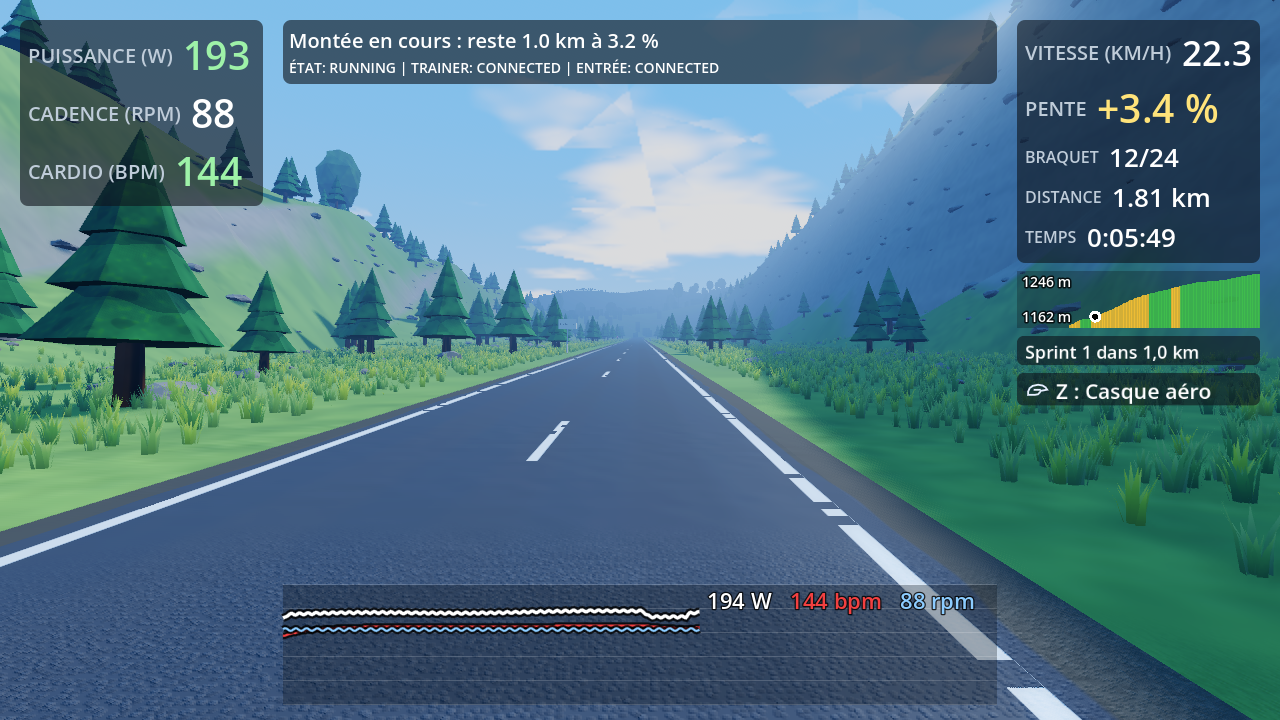 PUISSANCE (W) 193
CADENCE (RPM) 88
CARDIO (BPM) 144
Montée en cours : reste 1.0 km à 3.2 %
ÉTAT: RUNNING | TRAINER: CONNECTED | ENTRÉE: CONNECTED
VITESSE (KM/H) 22.3
PENTE +3.4 %
BRAQUET 12/24
DISTANCE 1.81 km
TEMPS 0:05:49
1246 m
1162 m
Sprint 1 dans 1,0 km
Z : Casque aéro
194 W 144 bpm 88 rpm